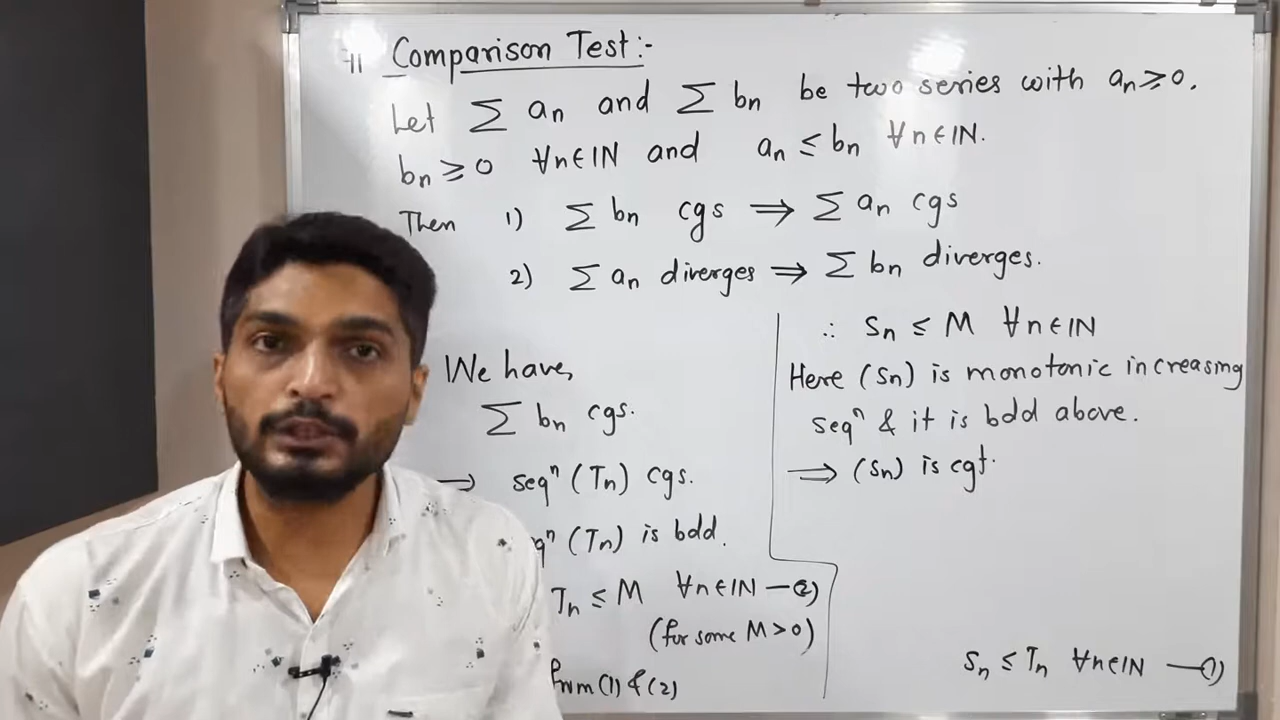 Comparison Test:-
Let ∑ an and ∑ bn be two series with an ≥ 0.
bn ≥ 0 ∀n∈IN and an ≤ bn ∀n∈IN.
Then 1) ∑ bn cgs ⟹ ∑ an cgs
2) ∑ an diverges ⟹ ∑ bn diverges.
We have,
∑ bn cgs.
→ seqⁿ (Tn) cgs.
qⁿ (Tn) is bdd.
Tn ≤ M ∀n∈IN —(2)
(for some M > 0)
from (1) & (2)
∴ Sn ≤ M ∀n∈IN
Here (Sn) is monotonic increasing
seqⁿ & it is bdd above.
⟹ (Sn) is cgt.
Sn ≤ Tn ∀n∈IN —(1)